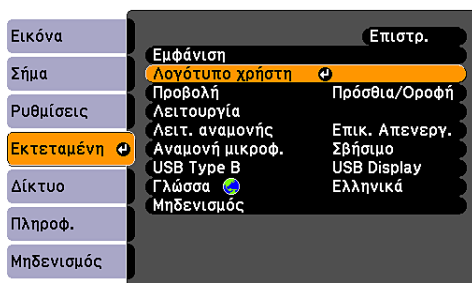 Εικόνα
Σήμα
Ρυθμίσεις
Εκτεταμένη
Δίκτυο
Πληροφ.
Μηδενισμός
Επιστρ.
Εμφάνιση
Λογότυπο χρήστη
Προβολή Πρόσθια/Οροφή
Λειτουργία
Λειτ. αναμονής Επικ. Απενεργ.
Αναμονή μικροφ. Σβήσιμο
USB Type B USB Display
Γλώσσα Ελληνικά
Μηδενισμός